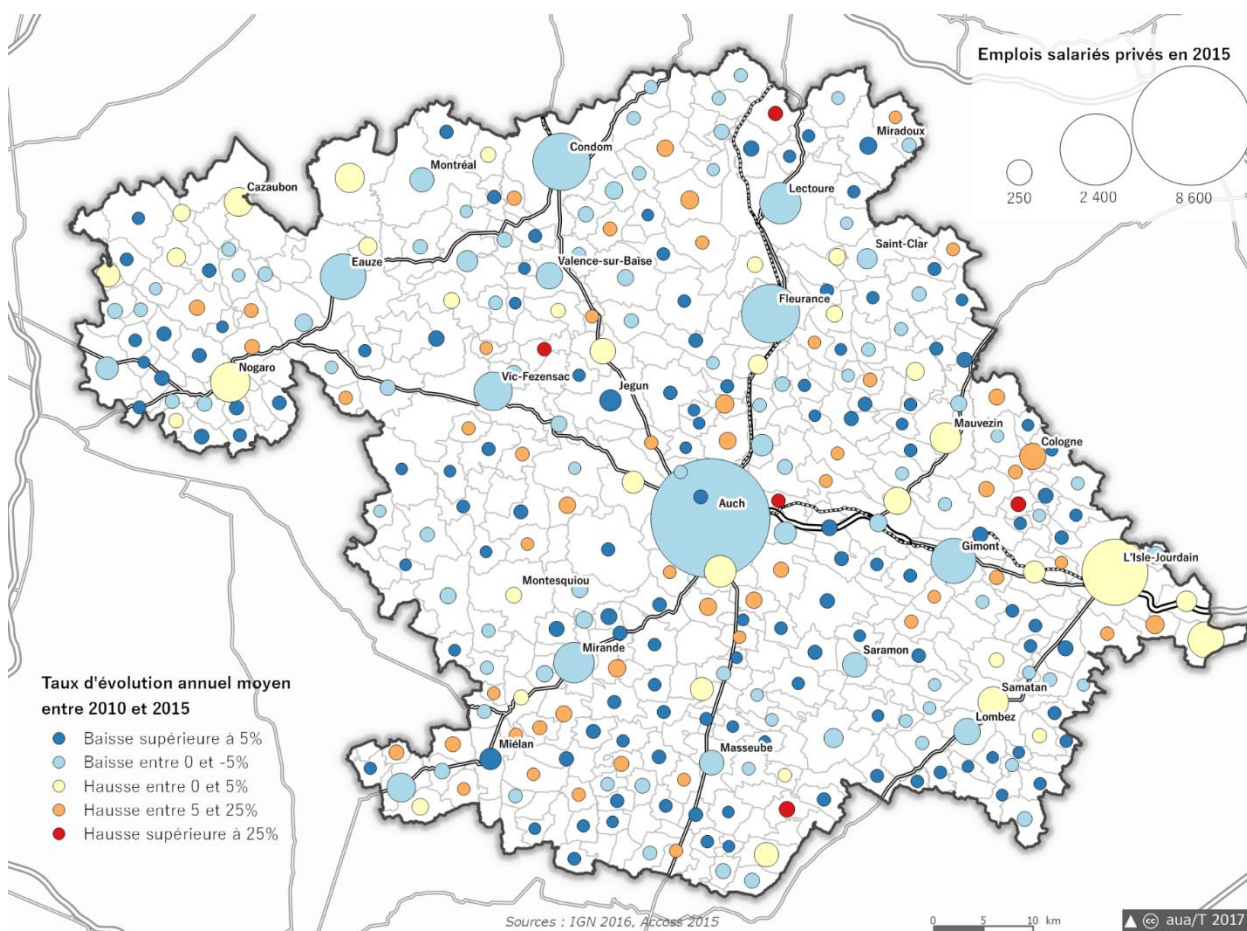 Emplois salariés privés en 2015
250
2 400
8 600
Miradoux
Condom
Montréal
Lectoure
Cazaubon
Saint-Clar
Eauze
Valence-sur-Baïse
Fleurance
Nogaro
Vic-Fezensac
Jegun
Mauvezin
Cologne
Auch
Gimont
L'Isle-Jourdain
Montesquiou
Mirande
Saramon
Samatan
Lombez
Miélan
Masseube
Taux d'évolution annuel moyen
entre 2010 et 2015
Baisse supérieure à 5%
Baisse entre 0 et -5%
Hausse entre 0 et 5%
Hausse entre 5 et 25%
Hausse supérieure à 25%
Sources : IGN 2016, Accoss 2015
0 5 10 km
cc aua/T 2017